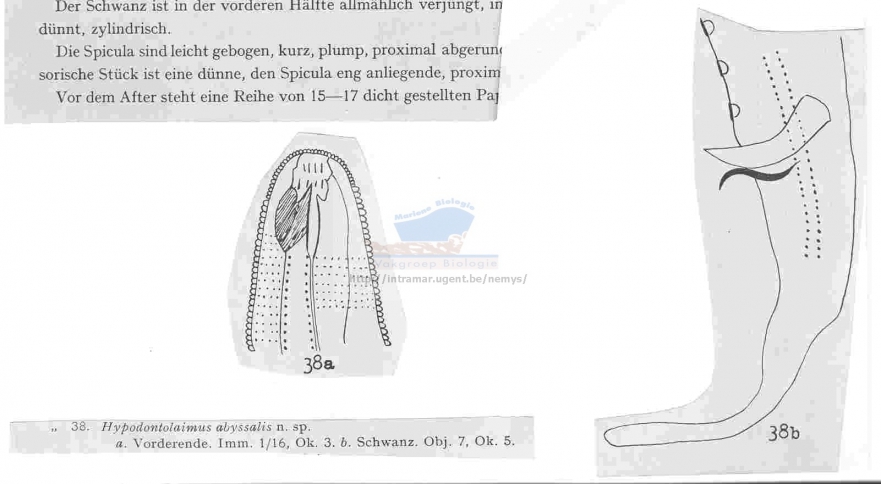 Der Schwanz ist in der vorderen Hälfte allmählich verjüngt, in
dünnt, zylindrisch.
Die Spicula sind leicht gebogen, kurz, plump, proximal
sorische Stück ist eine dünne, den Spicula eng anliegende,
Vor dem After steht eine Reihe von 15—17 dicht gestellten
Mariene Biologie
Vakgroep Biologie
http://intramar.ugent.be/nemys/
38a
38b
„ 38. Hypodontolaimus abyssalis n. sp.
a. Vorderende. Imm. 1/16, Ok. 3. b. Schwanz. Obj. 7, Ok. 5.